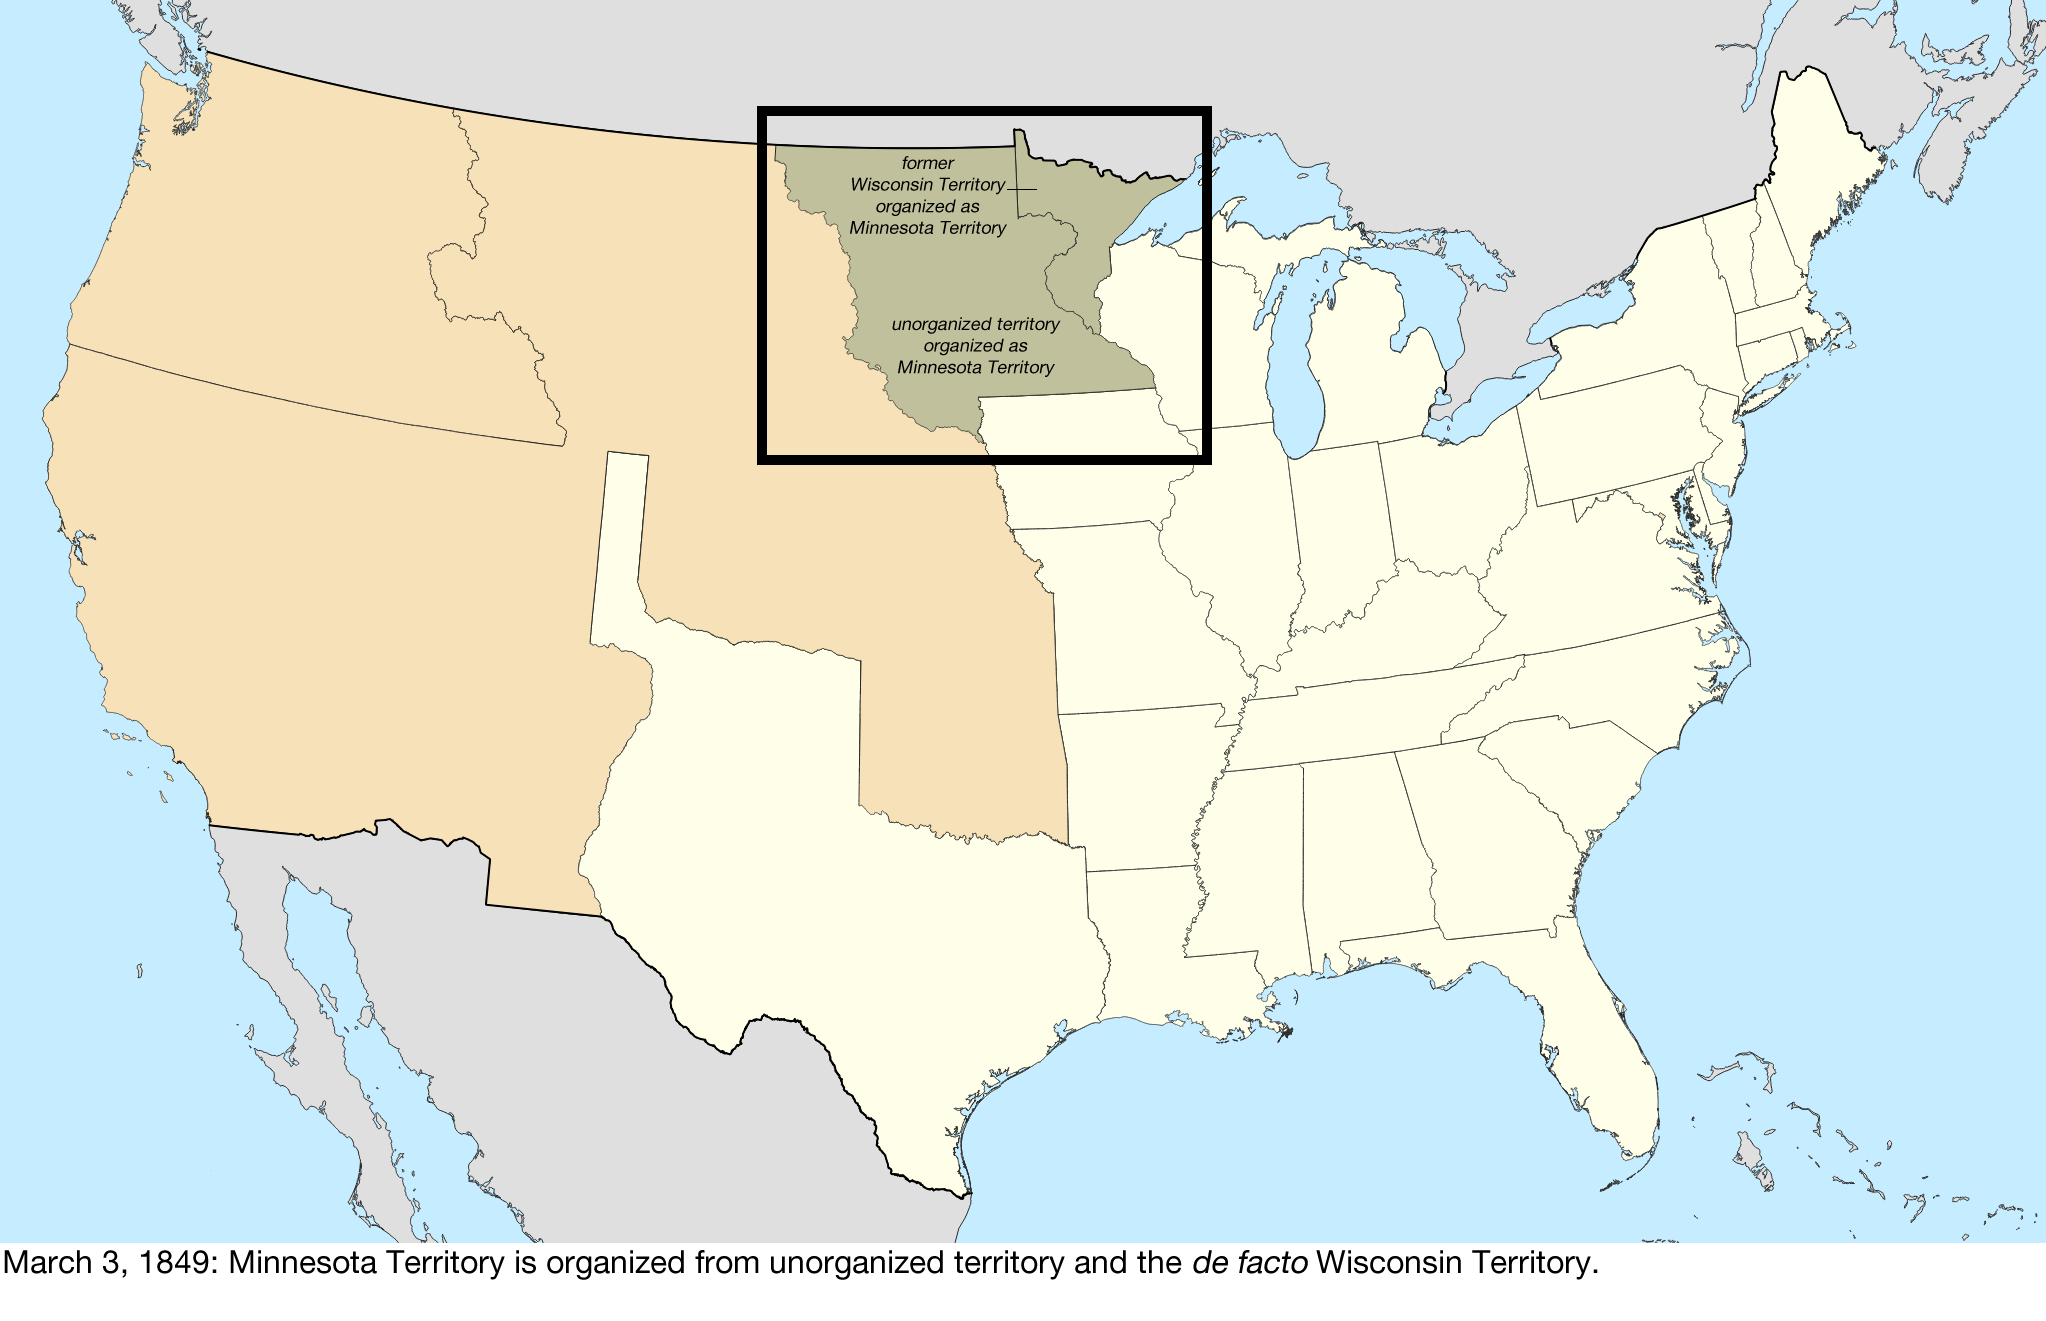 former
Wisconsin Territory
organized as
Minnesota Territory
unorganized territory
organized as
Minnesota Territory
March 3, 1849: Minnesota Territory is organized from unorganized territory and the de facto Wisconsin Territory.